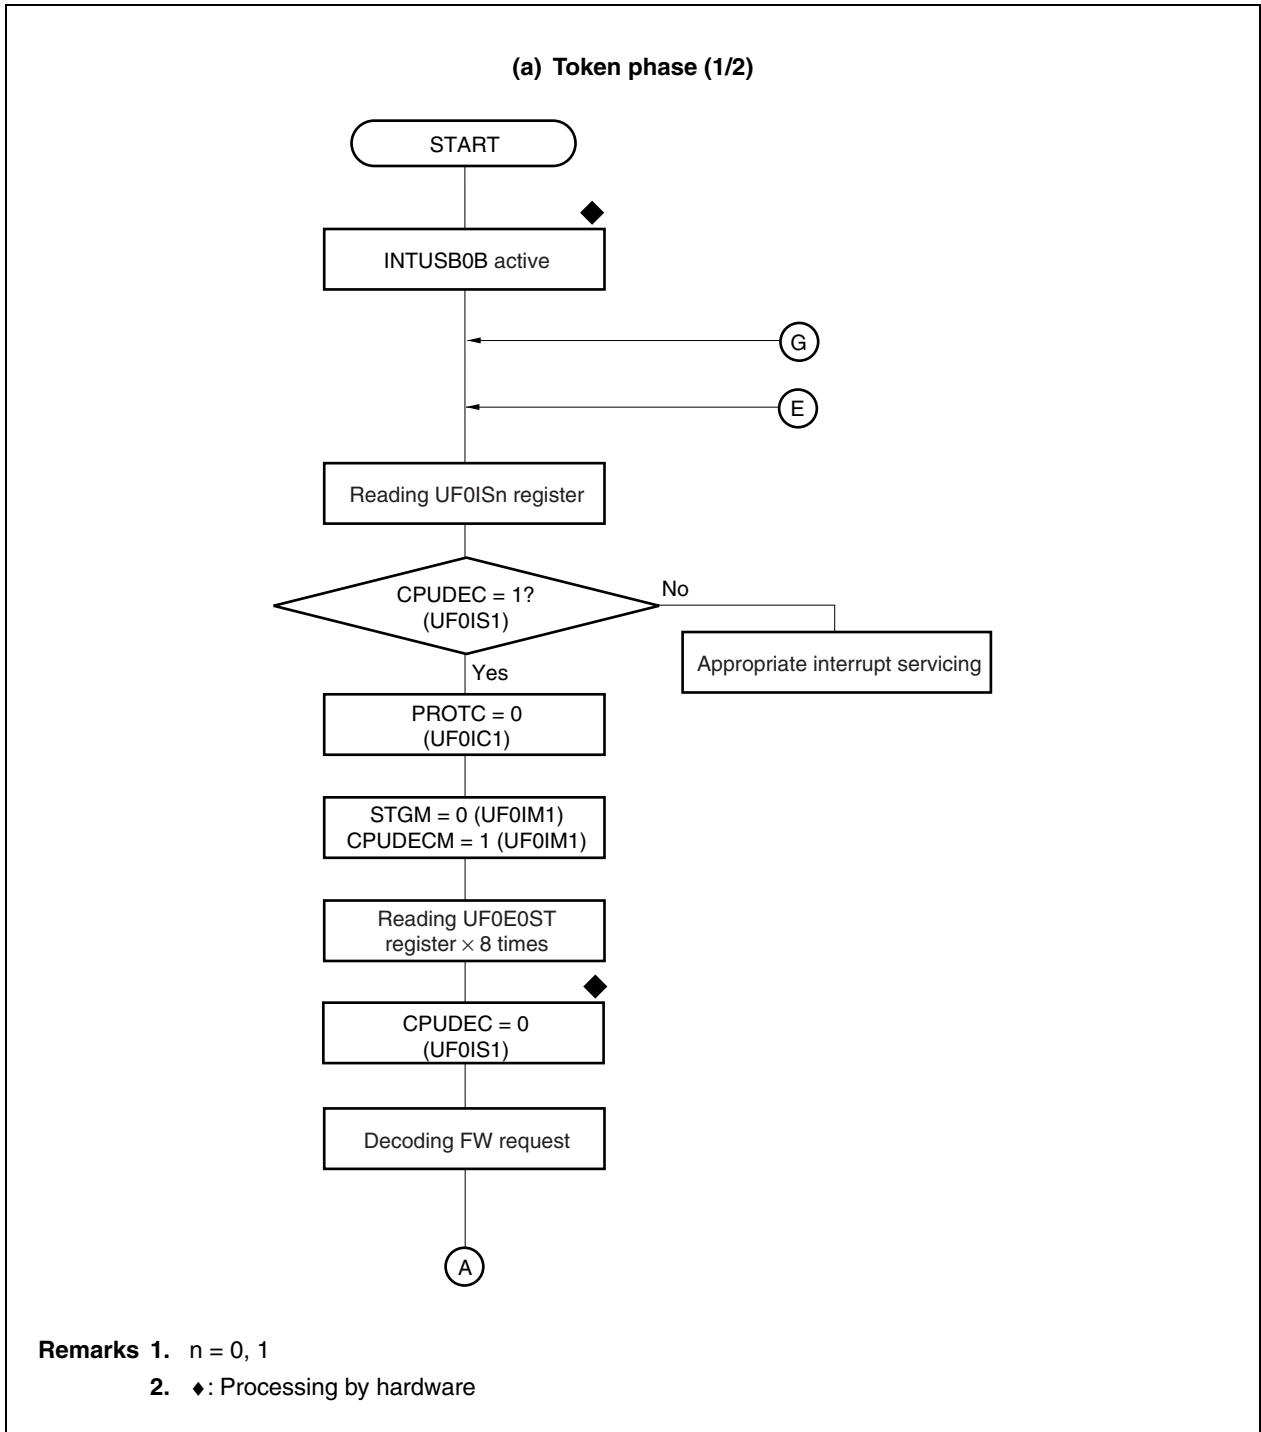 (a) Token phase (1/2)
START
INTUSB0B active
G
E
Reading UF0ISn register
CPUDEC = 1?
(UF0IS1)
No
Appropriate interrupt servicing
Yes
PROTC = 0
(UF0IC1)
STGM = 0 (UF0IM1)
CPUDECM = 1 (UF0IM1)
Reading UF0E0ST
register × 8 times
CPUDEC = 0
(UF0IS1)
Decoding FW request
A
Remarks 1. n = 0, 1
2. ♦: Processing by hardware